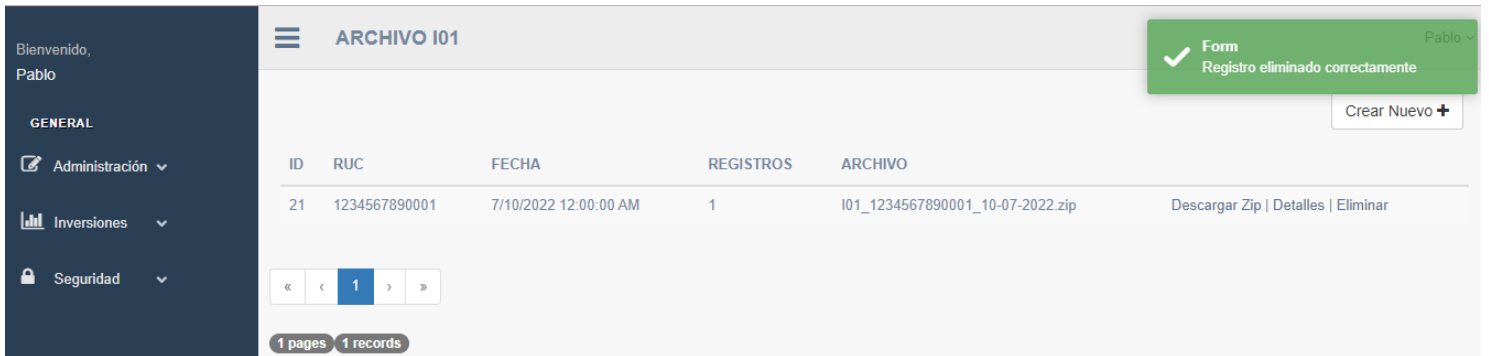 Bienvenido,
Pablo
GENERAL
Administración
Inversiones
Seguridad
ARCHIVO I01
Pablo
Form
Registro eliminado correctamente
Crear Nuevo +
ID RUC FECHA REGISTROS ARCHIVO
21 1234567890001 7/10/2022 12:00:00 AM 1 I01_1234567890001_10-07-2022.zip Descargar Zip | Detalles | Eliminar
« ‹ 1 › »
1 pages 1 records